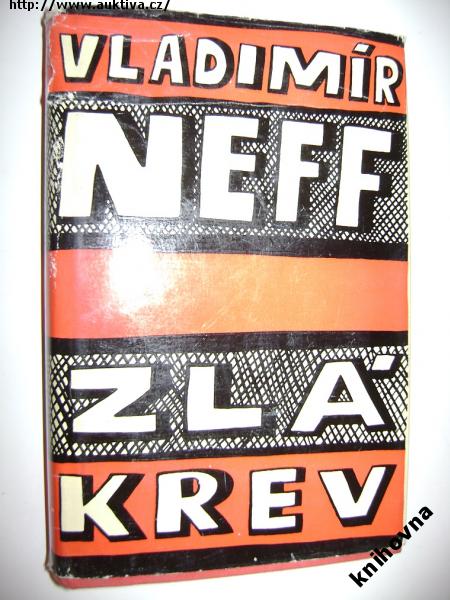 http://www.auktiva.cz/
VLADIMÍR
NEFF
ZLÁ
KREV
knihovna